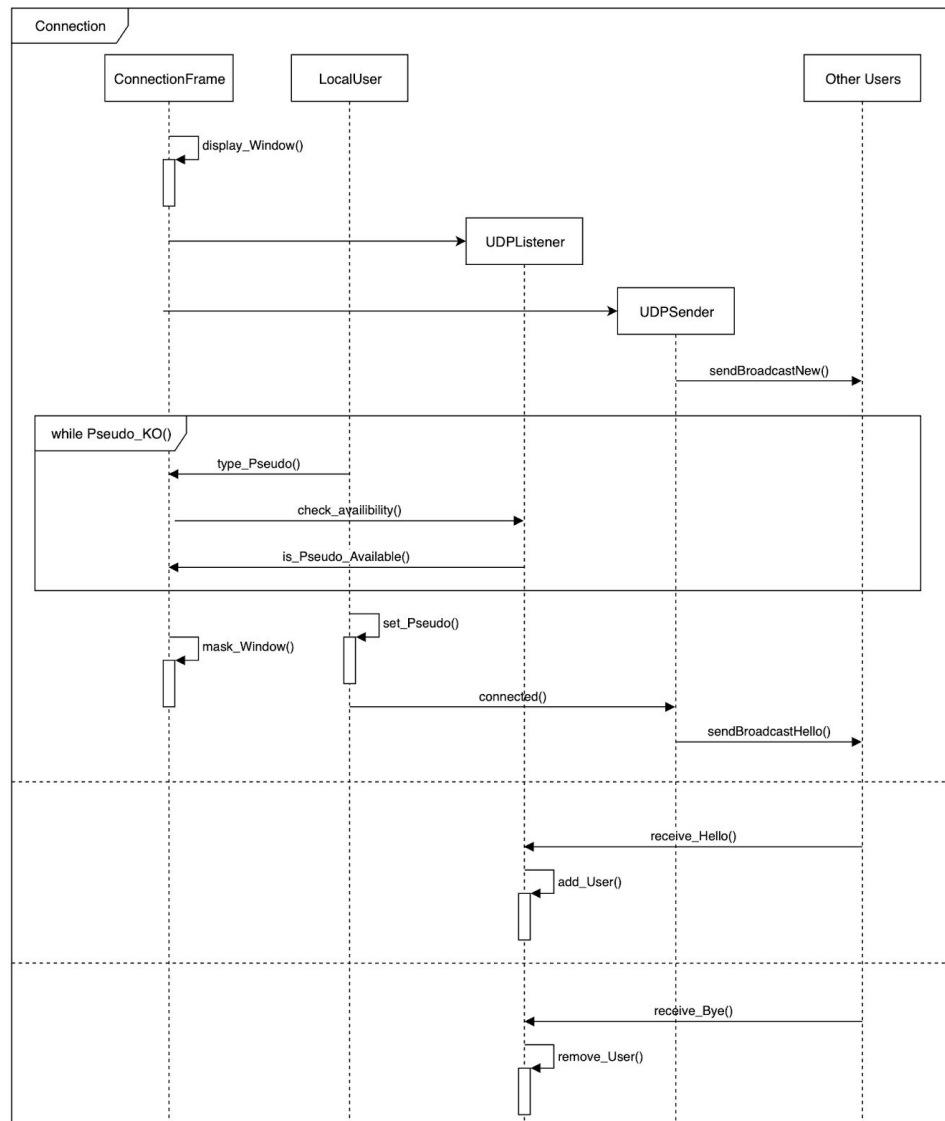 Connection
ConnectionFrame
LocalUser
Other Users
display_Window()
UDPListener
UDPSender
sendBroadcastNew()
while Pseudo_KO()
type_Pseudo()
check_availibility()
is_Pseudo_Available()
set_Pseudo()
mask_Window()
connected()
sendBroadcastHello()
receive_Hello()
add_User()
receive_Bye()
remove_User()